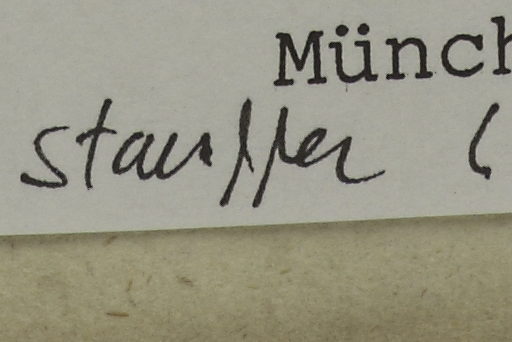 Münch
Stauffer (